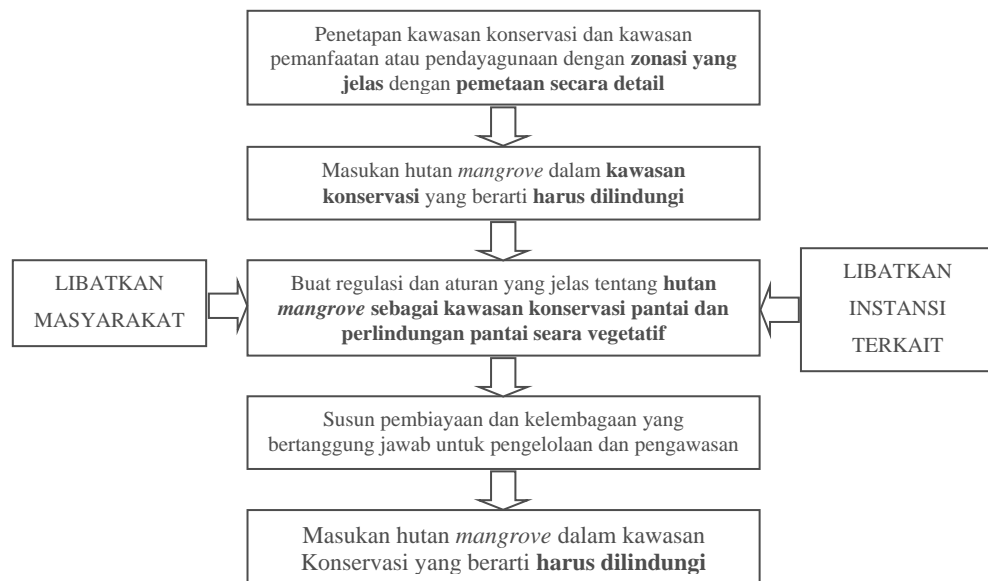 Penetapan kawasan konservasi dan kawasan
pemanfaatan atau pendayagunaan dengan zonasi yang
jelas dengan pemetaan secara detail
Masukan hutan mangrove dalam kawasan
konservasi yang berarti harus dilindungi
LIBATKAN
MASYARAKAT
Buat regulasi dan aturan yang jelas tentang hutan
mangrove sebagai kawasan konservasi pantai dan
perlindungan pantai seara vegetatif
LIBATKAN
INSTANSI
TERKAIT
Susun pembiayaan dan kelembagaan yang
bertanggung jawab untuk pengelolaan dan pengawasan
Masukan hutan mangrove dalam kawasan
Konservasi yang berarti harus dilindungi